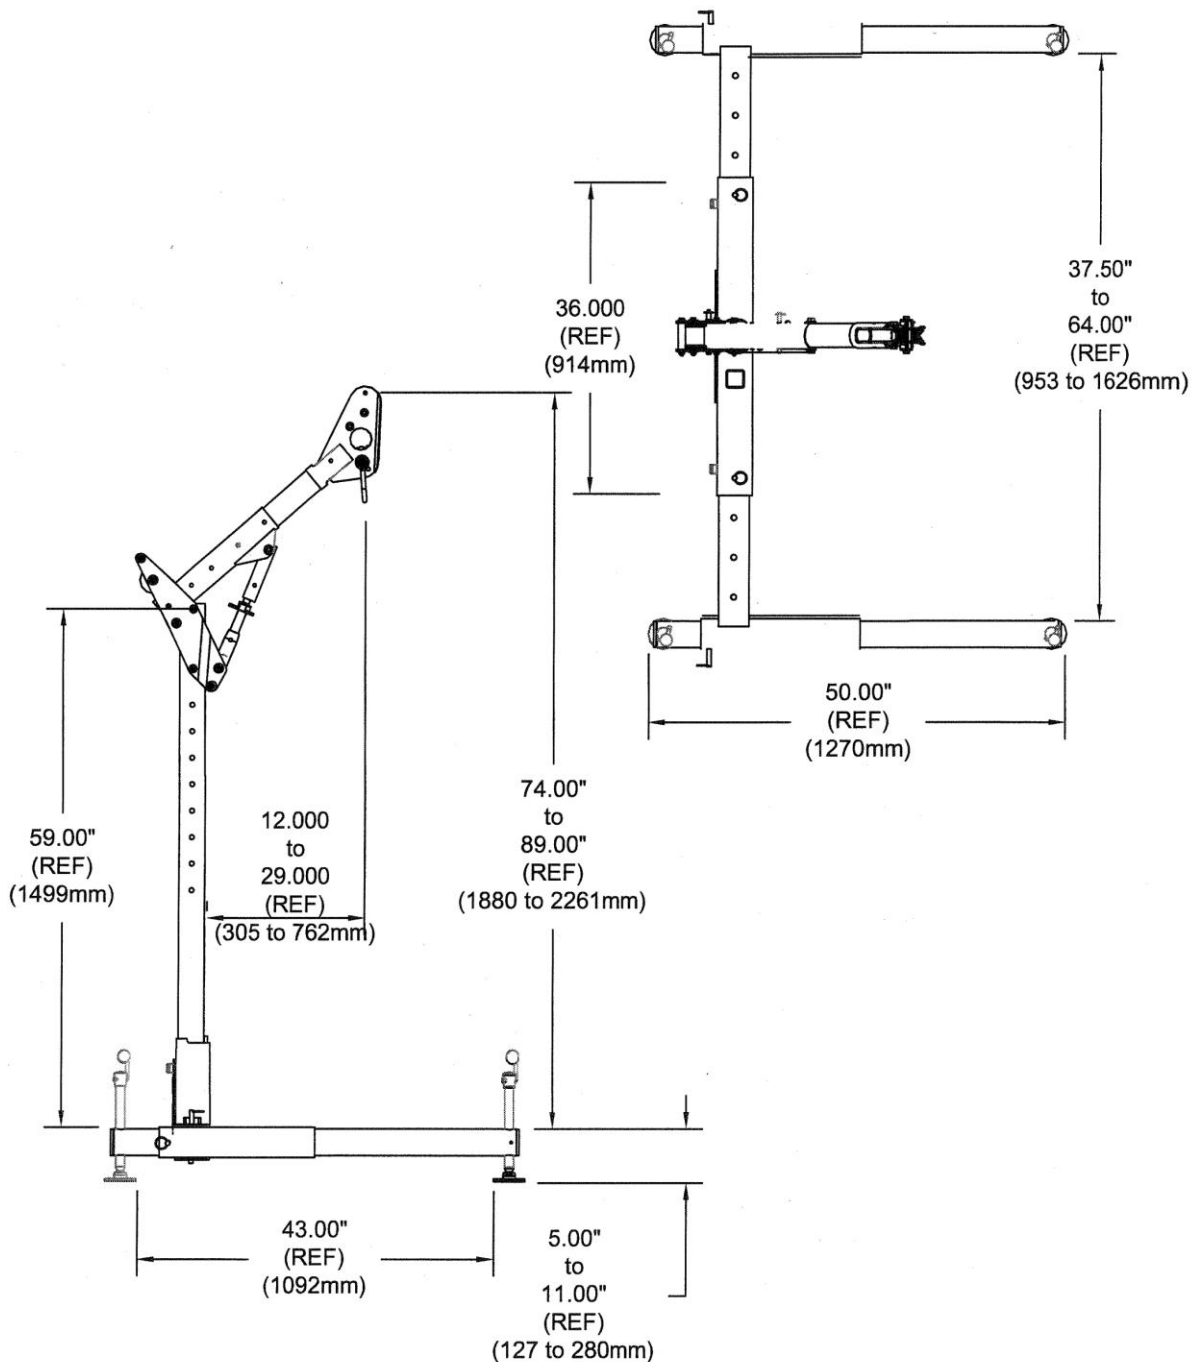 37.50"
to
64.00"
(REF)
(953 to 1626mm)
36.000
(REF)
(914mm)
50.00"
(REF)
(1270mm)
74.00"
to
89.00"
(REF)
(1880 to 2261mm)
12.000
to
29.000
(REF)
(305 to 762mm)
59.00"
(REF)
(1499mm)
43.00"
(REF)
(1092mm)
5.00"
to
11.00"
(REF)
(127 to 280mm)